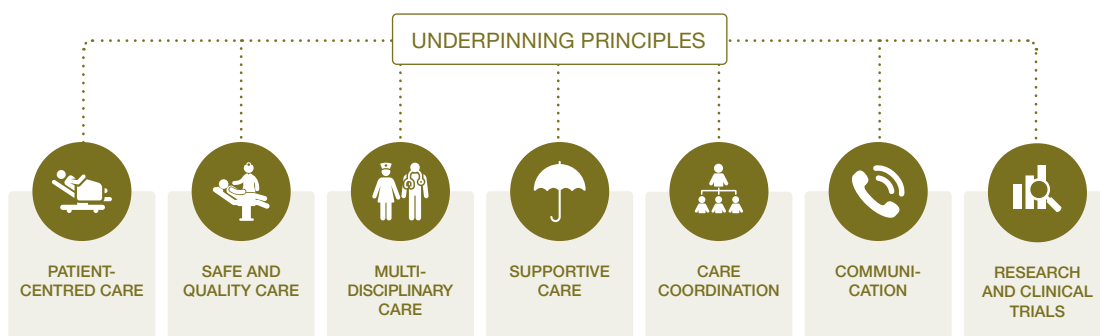 UNDERPINNING PRINCIPLES
PATIENT-
CENTRED CARE
SAFE AND
QUALITY CARE
MULTI-
DISCIPLINARY
CARE
SUPPORTIVE
CARE
CARE
COORDINATION
COMMUNI-
CATION
RESEARCH
AND CLINICAL
TRIALS